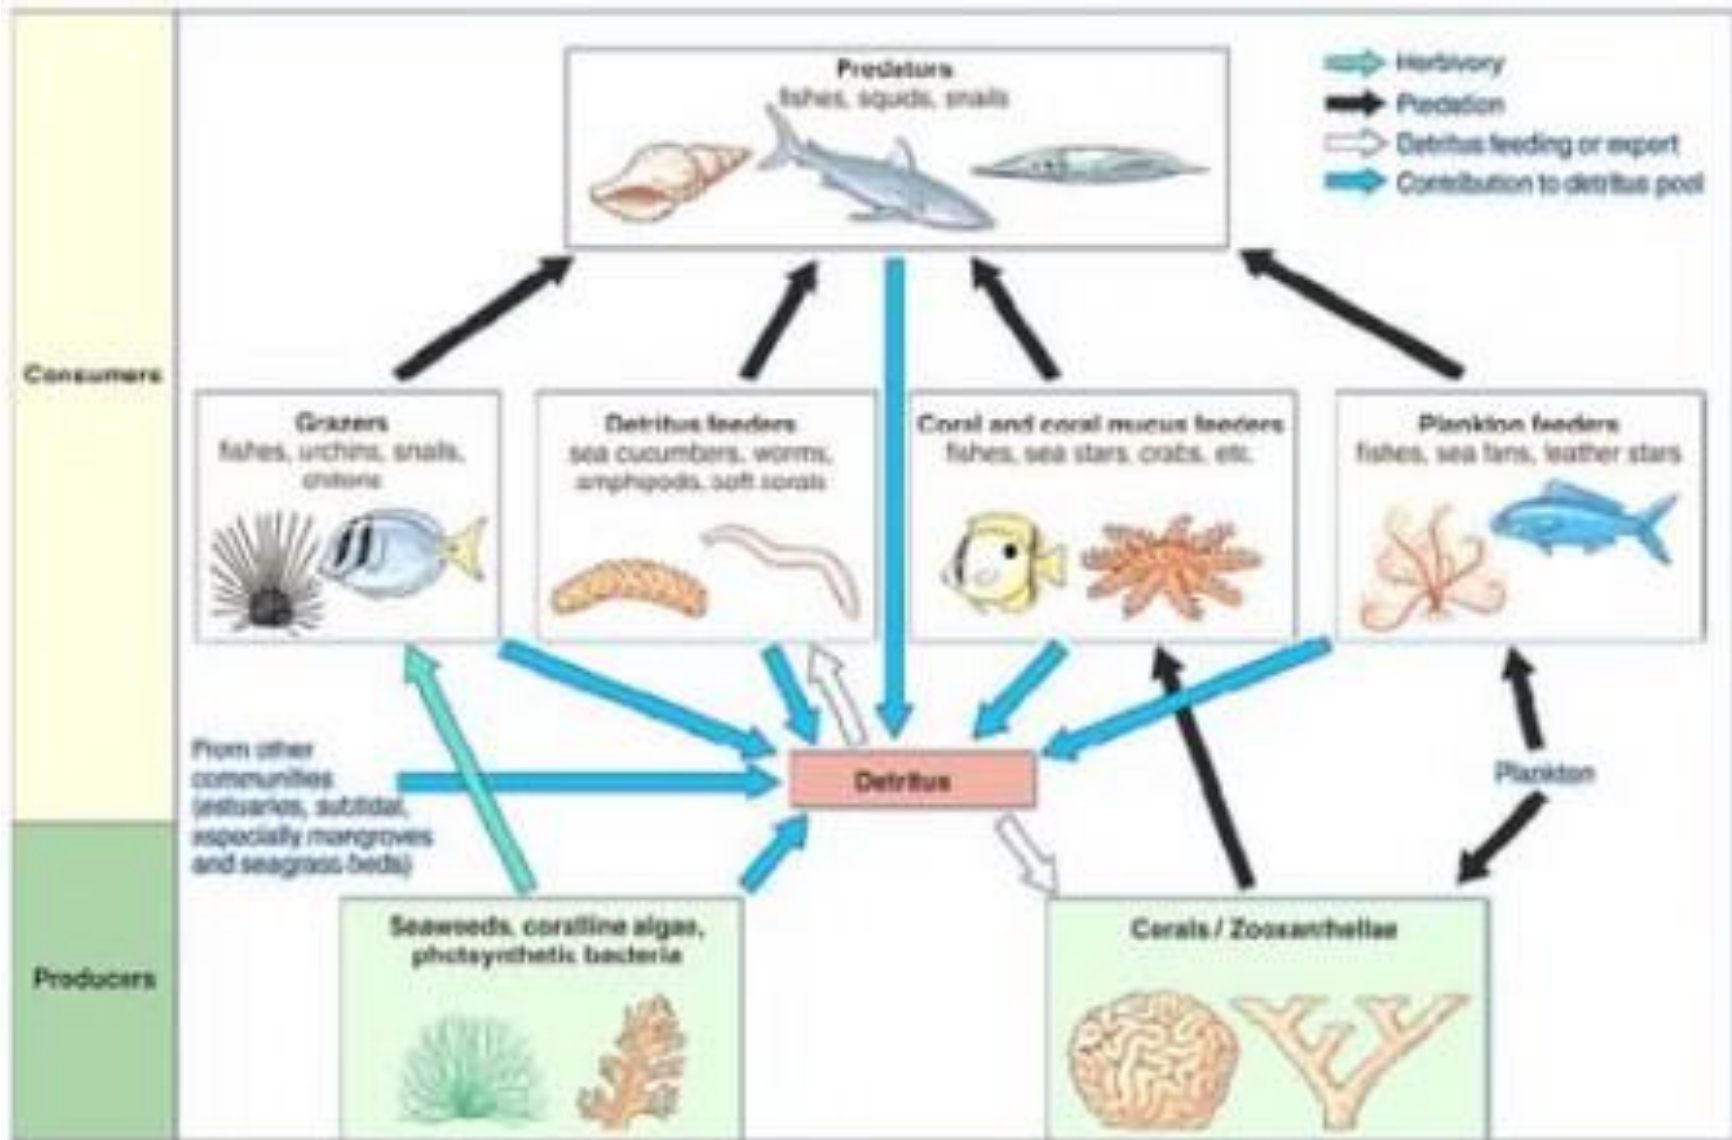 Predators
fishes, squids, snails
Herbivory
Predation
Detritus feeding or export
Contribution to detritus pool
Consumers
Grazers
fishes, urchins, snails,
chitons
Detritus feeders
sea cucumbers, worms,
amphipods, soft corals
Coral and coral mucus feeders
fishes, sea stars, crabs, etc.
Plankton feeders
fishes, sea fans, feather stars
From other
communities
(estuaries, subtidal,
especially mangroves
and seagrass beds)
Detritus
Plankton
Producers
Seaweeds, coralline algae,
photsynthetic bacteria
Corals / Zooxanthellae